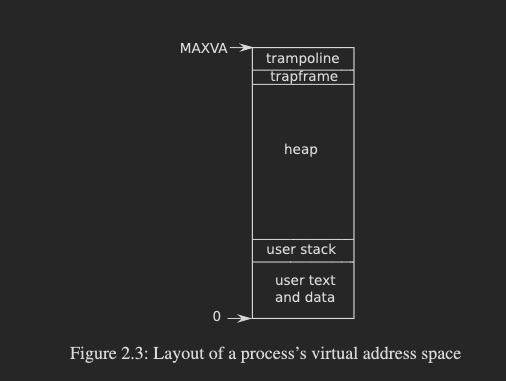 MAXVA
trampoline
trapframe
heap
user stack
user text
and data
0
Figure 2.3: Layout of a process’s virtual address space